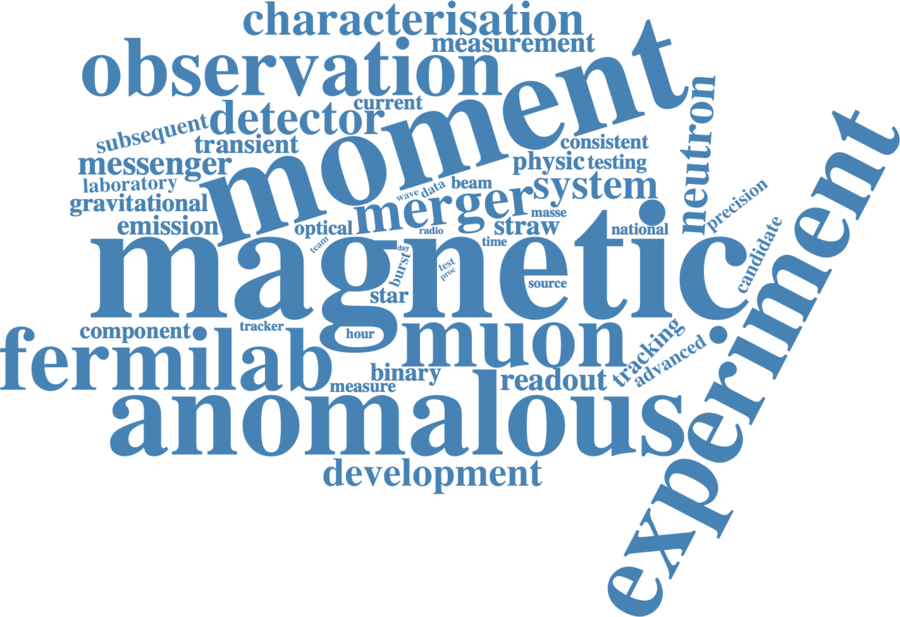 characterisation
measurement
observation
current
moment
detector
subsequent
transient
neutron
consistent
messenger
physic
testing
laboratory
wave
data
beam
system
gravitational
merger
precision
emission
optical
radio
masse
straw
national
experiment
team
time
magnetic
day
burst
test
proc
candidate
source
star
component
tracker
hour
muon
tracking
fermilab
advanced
binary
readout
measure
anomalous
development